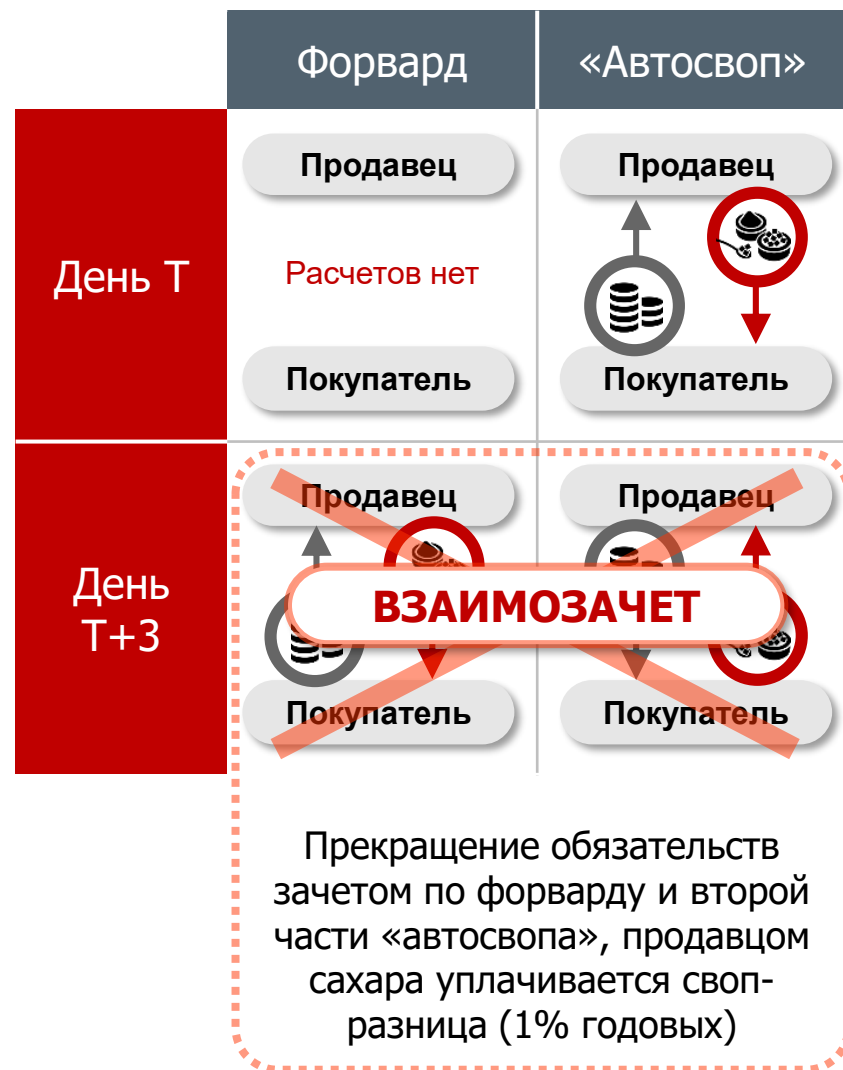 Форвард
«Автосвоп»
День Т
Продавец
Расчетов нет
Покупатель
Продавец
Покупатель
День
Т+3
Продавец
Продавец
ВЗАИМОЗАЧЕТ
Покупатель
Покупатель
Прекращение обязательств
зачетом по форварду и второй
части «автосвопа», продавцом
сахара уплачивается своп-
разница (1% годовых)